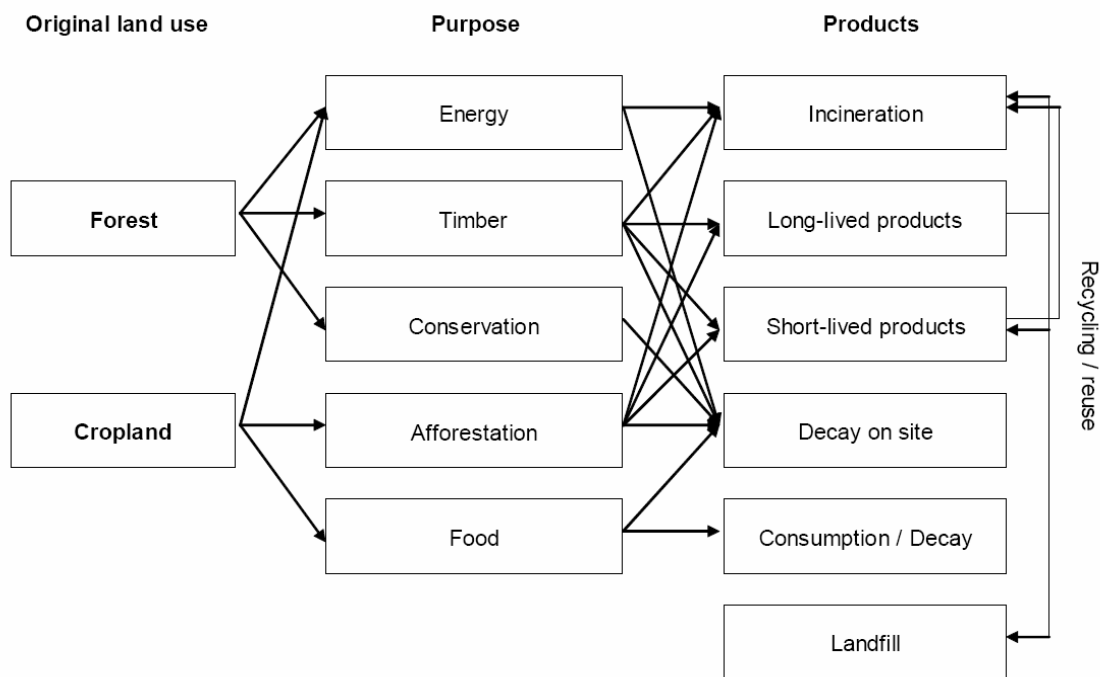 Original land use
Purpose
Products
Energy
Incineration
Forest
Timber
Long-lived products
Conservation
Short-lived products
Recycling / reuse
Cropland
Afforestation
Decay on site
Food
Consumption / Decay
Landfill